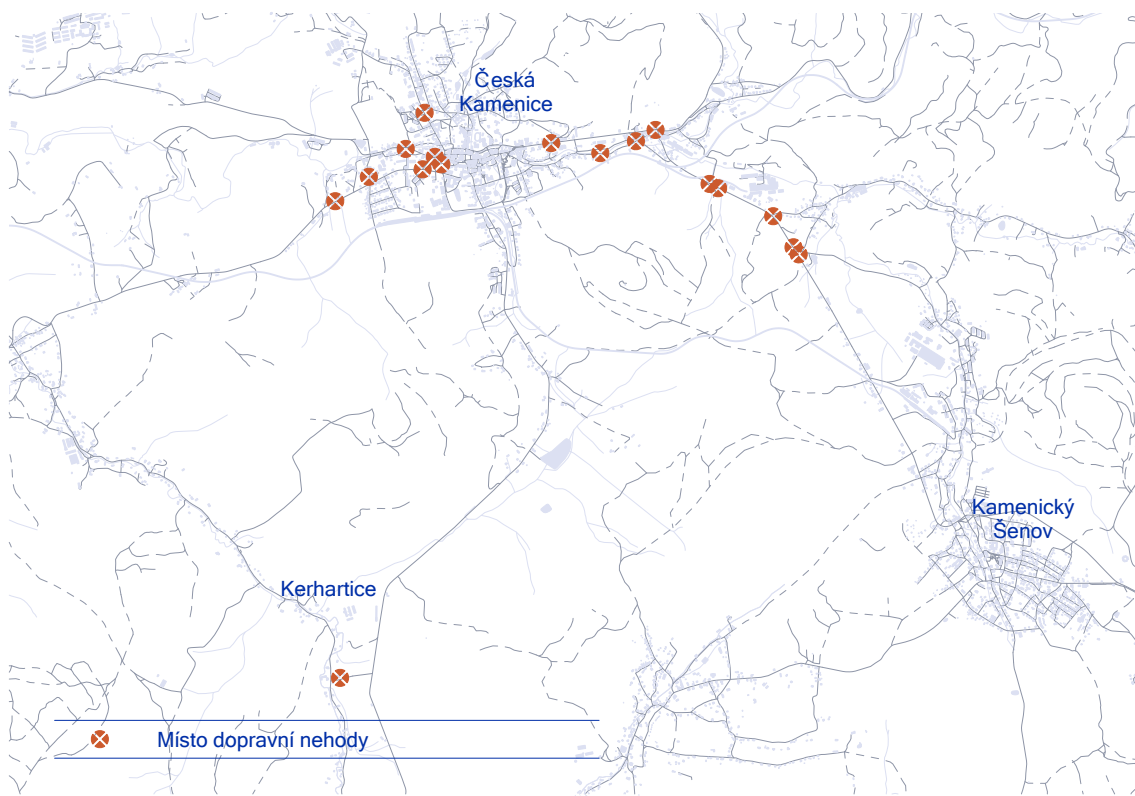 Česká
Kamenice
Kamenický
Šenov
Kerhartice
Místo dopravní nehody